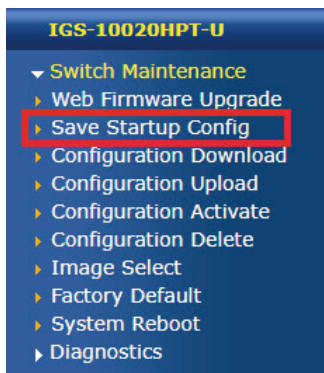 IGS-10020HPT-U
Switch Maintenance
Web Firmware Upgrade
Save Startup Config
Configuration Download
Configuration Upload
Configuration Activate
Configuration Delete
Image Select
Factory Default
System Reboot
Diagnostics